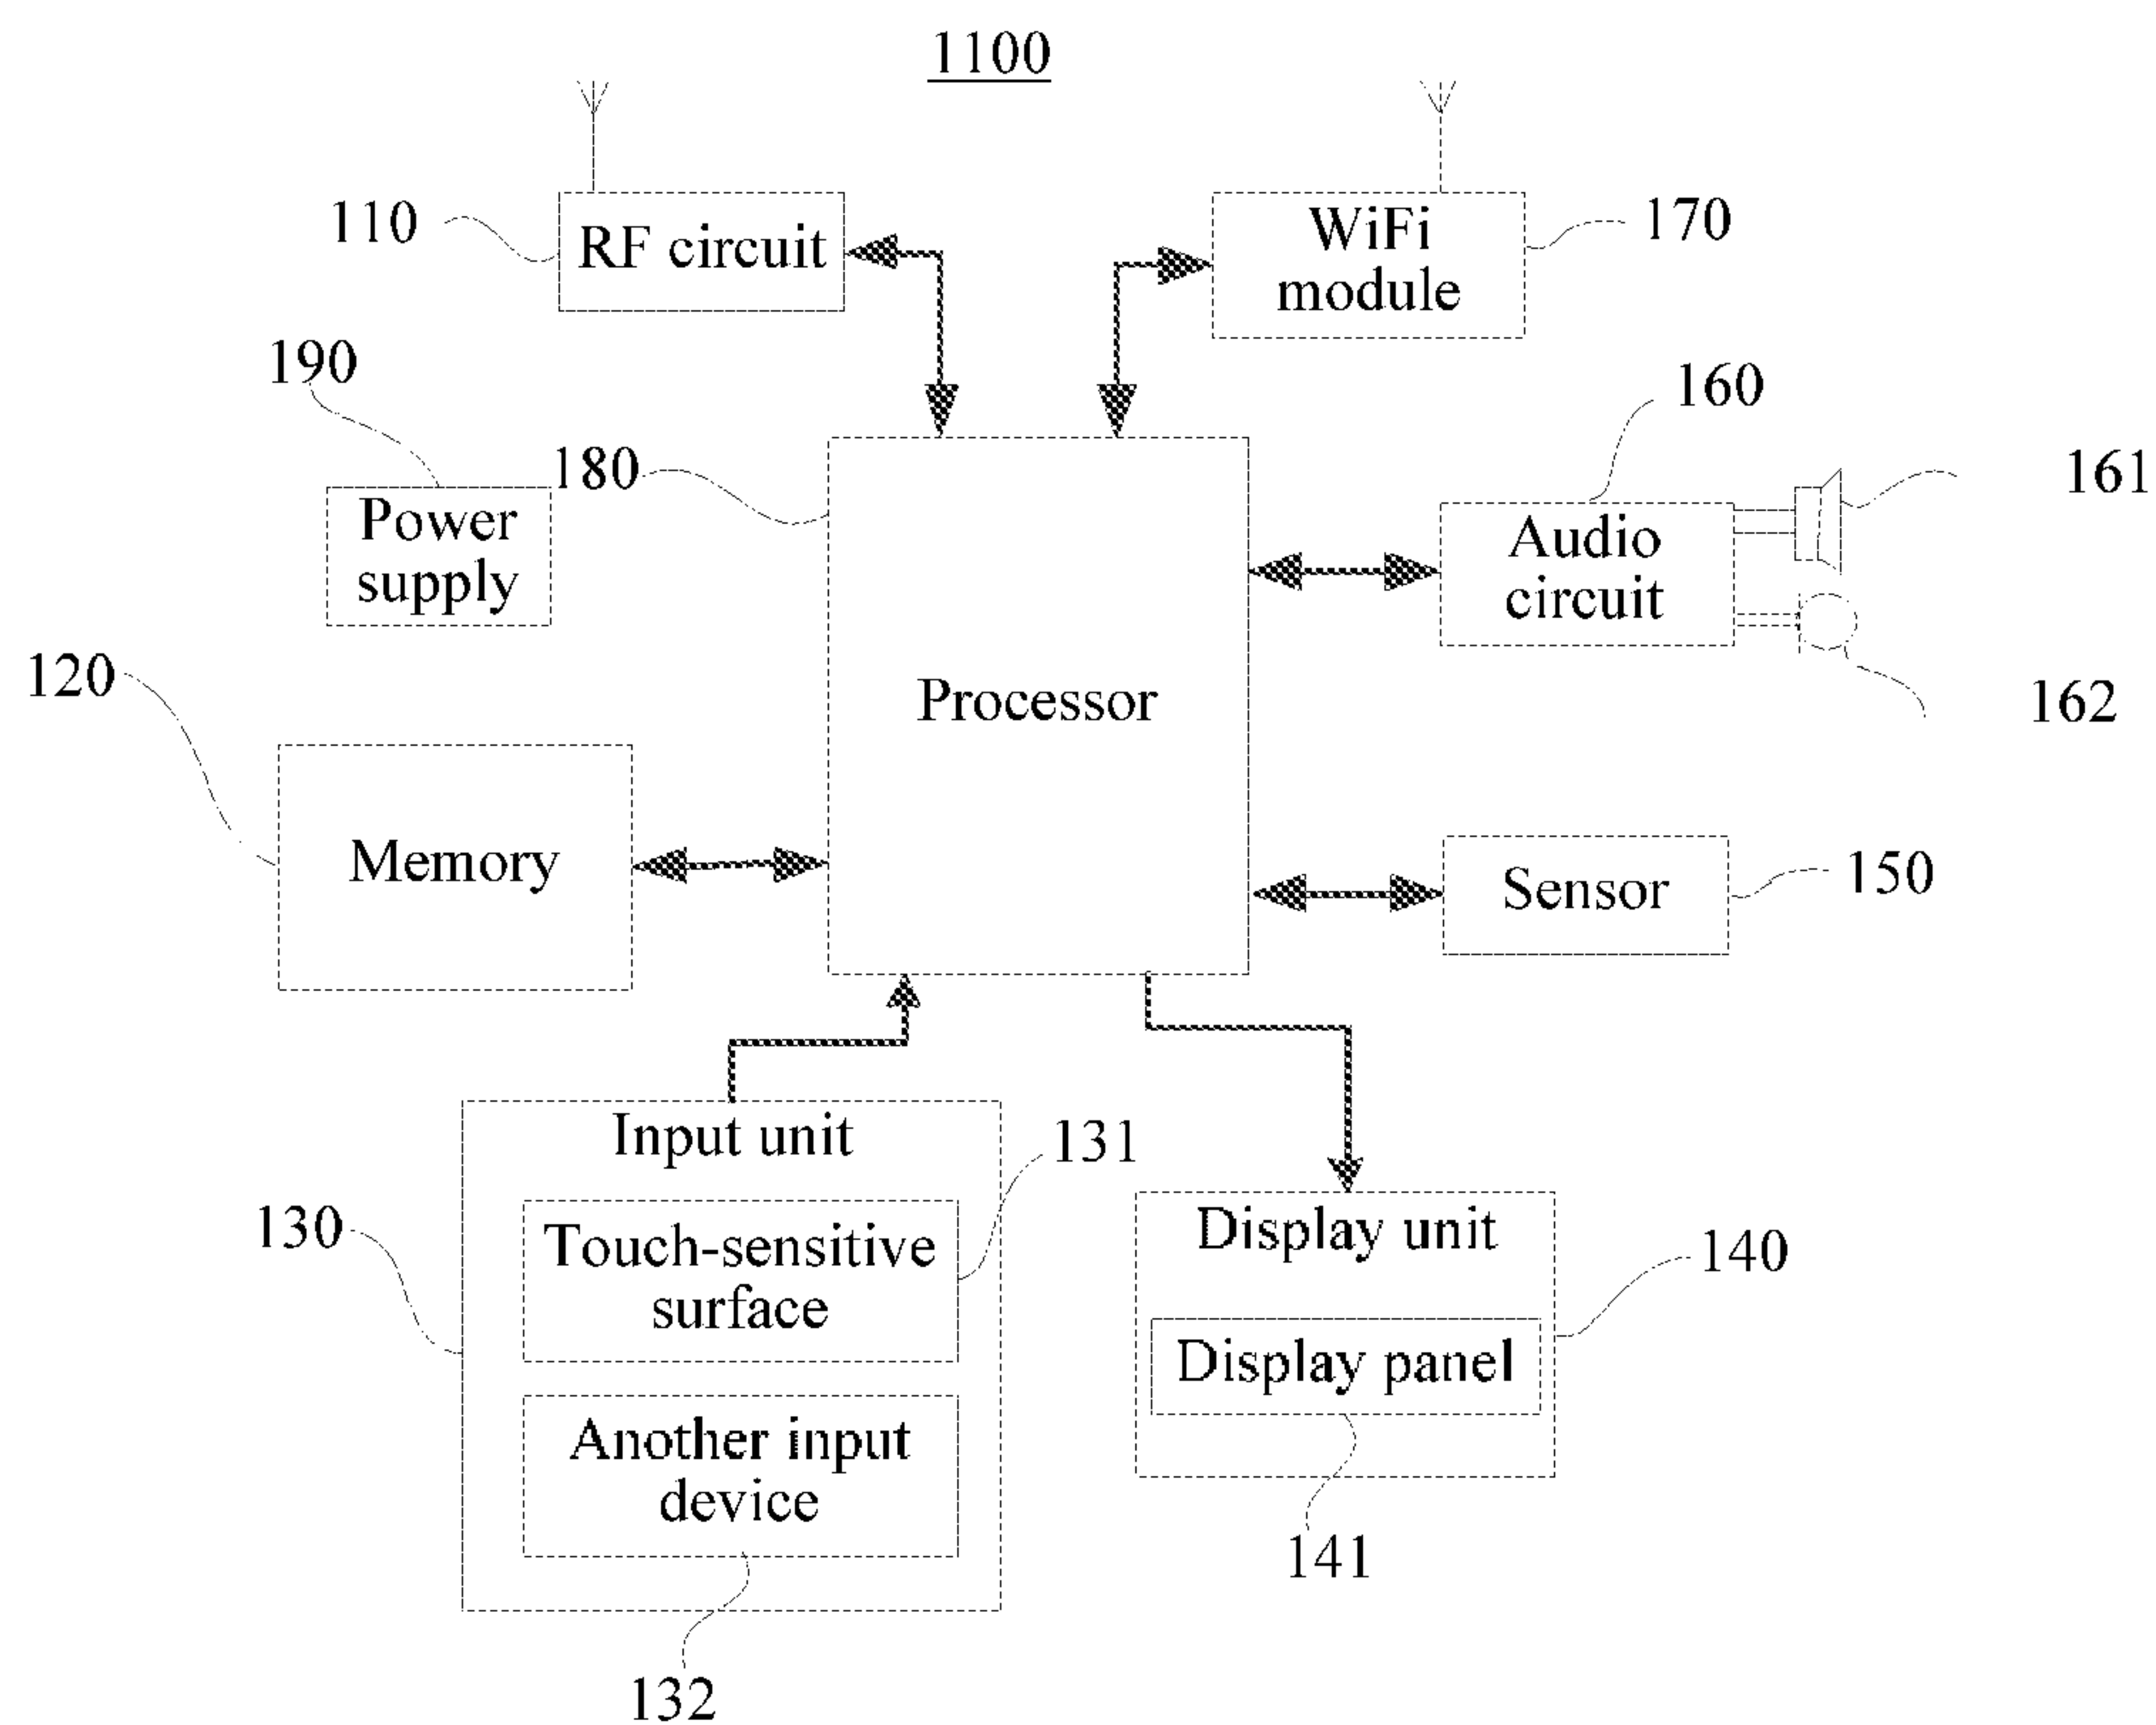 1100
110
RF circuit
WiFi
module
170
190
160
180
161
Power
supply
Audio
circuit
120
Processor
162
Memory
Sensor
150
Input unit
131
130
Touch-sensitive
surface
Display unit
140
Display panel
Another input
device
141
132